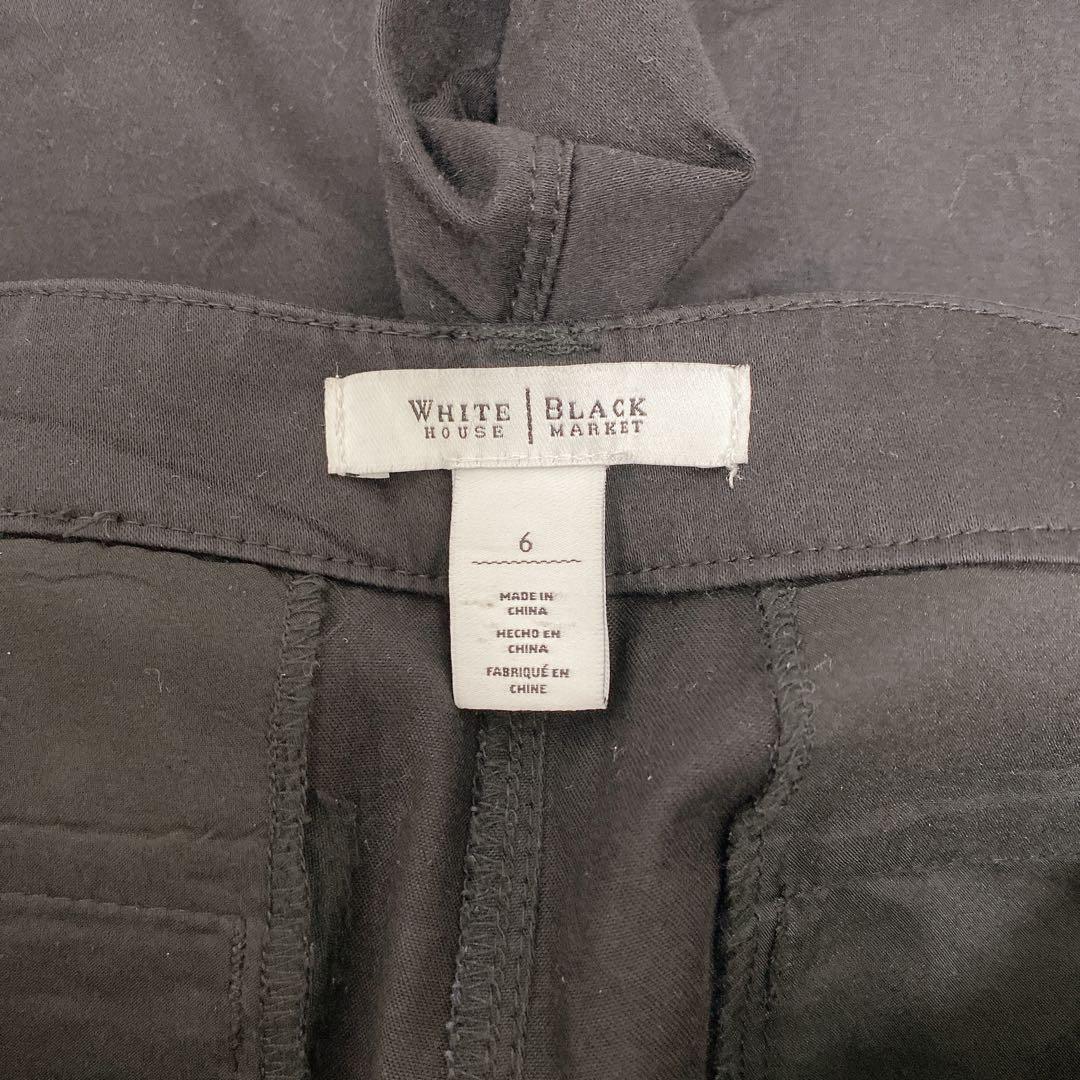 WHITE | BLACK
HOUSE | MARKET
6
MADE IN
CHINA
HECHO EN
CHINA
FABRIQUÉ EN
CHINE